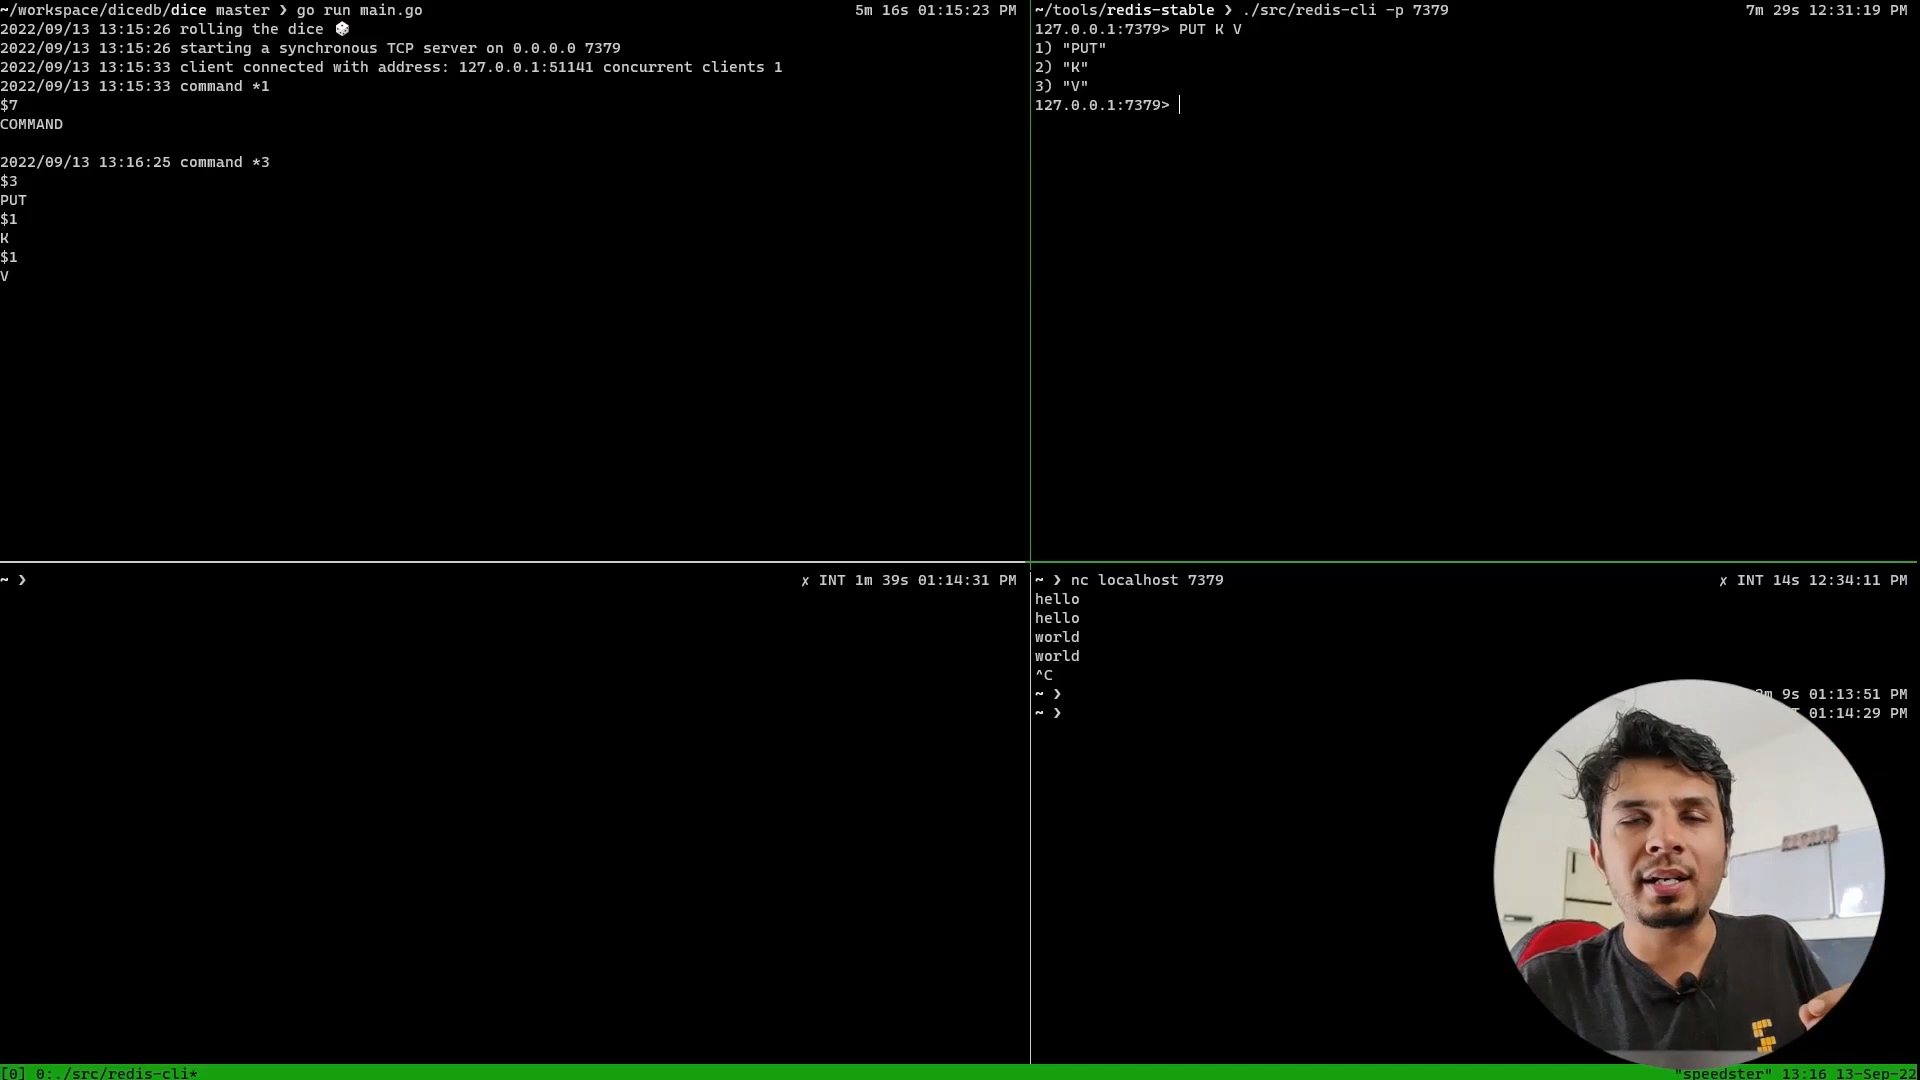 ~/workspace/dicedb/dice master ❯ go run main.go 5m 16s 01:15:23 PM
2022/09/13 13:15:26 rolling the dice 🎲
2022/09/13 13:15:26 starting a synchronous TCP server on 0.0.0.0 7379
2022/09/13 13:15:33 client connected with address: 127.0.0.1:51141 concurrent clients 1
2022/09/13 13:15:33 command *1
$7
COMMAND
2022/09/13 13:16:25 command *3
$3
PUT
$1
K
$1
V
~/tools/redis-stable ❯ ./src/redis-cli -p 7379 7m 29s 12:31:19 PM
127.0.0.1:7379> PUT K V
1) "PUT"
2) "K"
3) "V"
127.0.0.1:7379>
~ ❯ ✗ INT 1m 39s 01:14:31 PM
~ ❯ nc localhost 7379 ✗ INT 14s 12:34:11 PM
hello
hello
world
world
^C
~ ❯ 9s 01:13:51 PM
~ ❯ 01:14:29 PM
[0] 0:./src/redis-cli* "speedster" 13:16 13-Sep-22